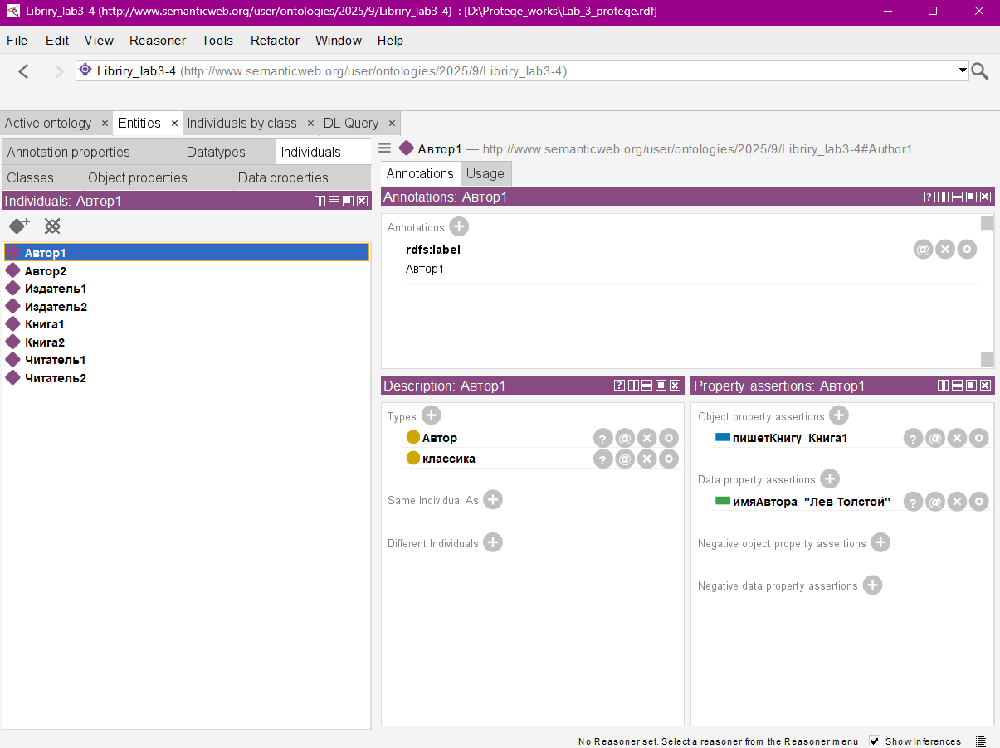 Libriry_lab3-4 (http://www.semanticweb.org/user/ontologies/2025/9/Libriry_lab3-4) : [D:\Protege_works\Lab_3_protege.rdf]
File Edit View Reasoner Tools Refactor Window Help
Libriry_lab3-4 (http://www.semanticweb.org/user/ontologies/2025/9/Libriry_lab3-4)
Active ontology × Entities × Individuals by class × DL Query ×
Annotation properties Datatypes Individuals
Classes Object properties Data properties
Individuals: Автор1
Автор1
Автор2
Издатель1
Издатель2
Книга1
Книга2
Читатель1
Читатель2
Автор1 — http://www.semanticweb.org/user/ontologies/2025/9/Libriry_lab3-4#Author1
Annotations Usage
Annotations: Автор1
Annotations
rdfs:label
Автор1
Description: Автор1
Types
Автор
классика
Same Individual As
Different Individuals
Property assertions: Автор1
Object property assertions
пишетКнигу Книга1
Data property assertions
имяАвтора "Лев Толстой"
Negative object property assertions
Negative data property assertions
No Reasoner set. Select a reasoner from the Reasoner menu Show Inferences